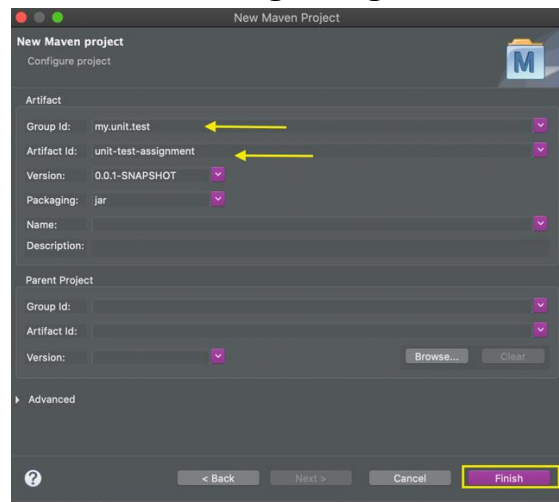 New Maven Project
New Maven project
Configure project
M
Artifact
Group Id: my.unit.test
Artifact Id: unit-test-assignment
Version: 0.0.1-SNAPSHOT
Packaging: jar
Name:
Description:
Parent Project
Group Id:
Artifact Id:
Version: Browse... Clear
Advanced
? < Back Next > Cancel Finish